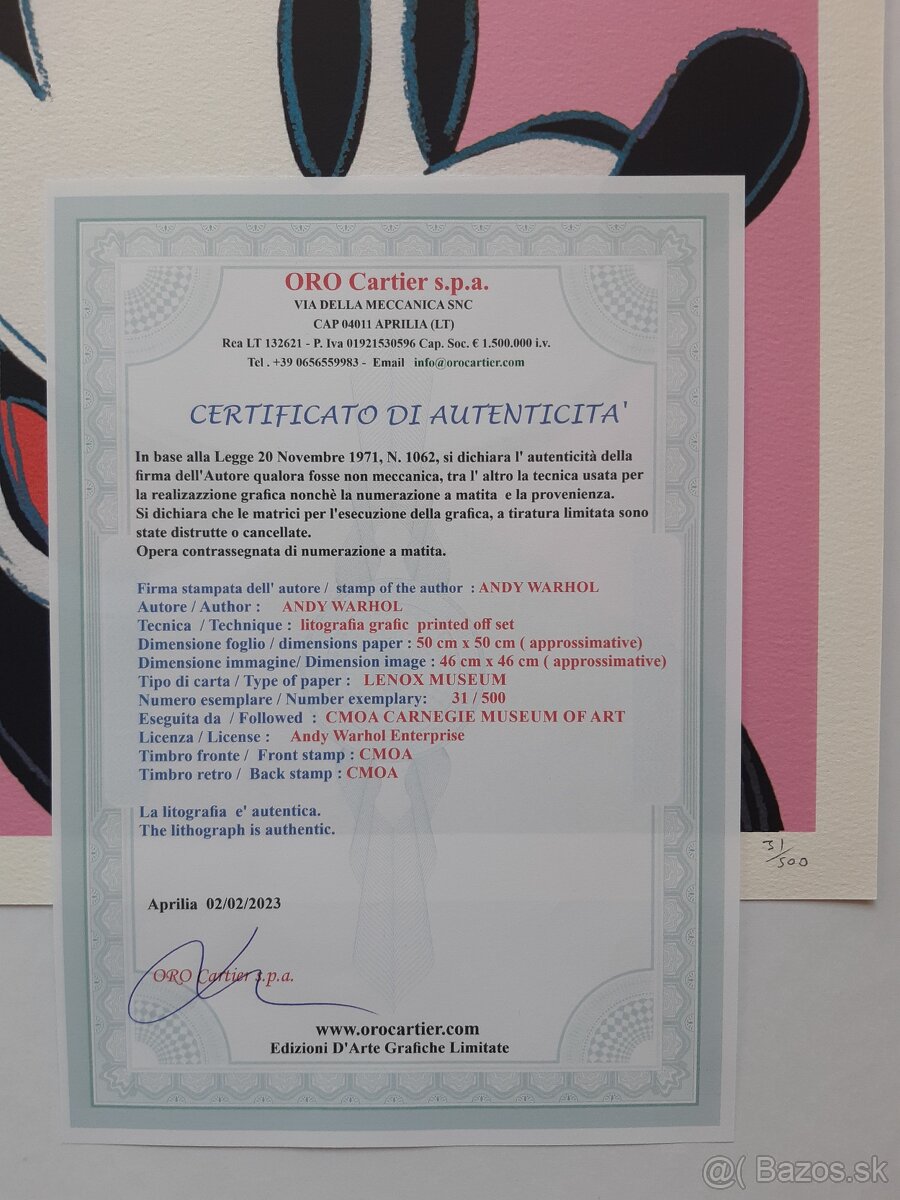 ORO Cartier s.p.a.
VIA DELLA MECCANICA SNC
CAP 04011 APRILIA (LT)
Rea LT 132621 - P. Iva 01921530596 Cap. Soc. € 1.500.000 i.v.
Tel . +39 0656559983 - Email info@orocartier.com
CERTIFICATO DI AUTENTICITA'
In base alla Legge 20 Novembre 1971, N. 1062, si dichiara l' autenticità della
firma dell'Autore qualora fosse non meccanica, tra l' altro la tecnica usata per
la realizazzione grafica nonchè la numerazione a matita e la provenienza.
Si dichiara che le matrici per l'esecuzione della grafica, a tiratura limitata sono
state distrutte o cancellate.
Opera contrassegnata di numerazione a matita.
Firma stampata dell' autore / stamp of the author : ANDY WARHOL
Autore / Author : ANDY WARHOL
Tecnica / Technique : litografia grafic printed off set
Dimensione foglio / dimensions paper : 50 cm x 50 cm ( approssimative)
Dimensione immagine/ Dimension image : 46 cm x 46 cm ( approssimative)
Tipo di carta / Type of paper : LENOX MUSEUM
Numero esemplare / Number exemplary: 31 / 500
Eseguita da / Followed : CMOA CARNEGIE MUSEUM OF ART
Licenza / License : Andy Warhol Enterprise
Timbro fronte / Front stamp : CMOA
Timbro retro / Back stamp : CMOA
La litografia e' autentica.
The lithograph is authentic.
31/500
Aprilia 02/02/2023
ORO Cartier s.p.a.
www.orocartier.com
Edizioni D'Arte Grafiche Limitate
@( Bazos.sk